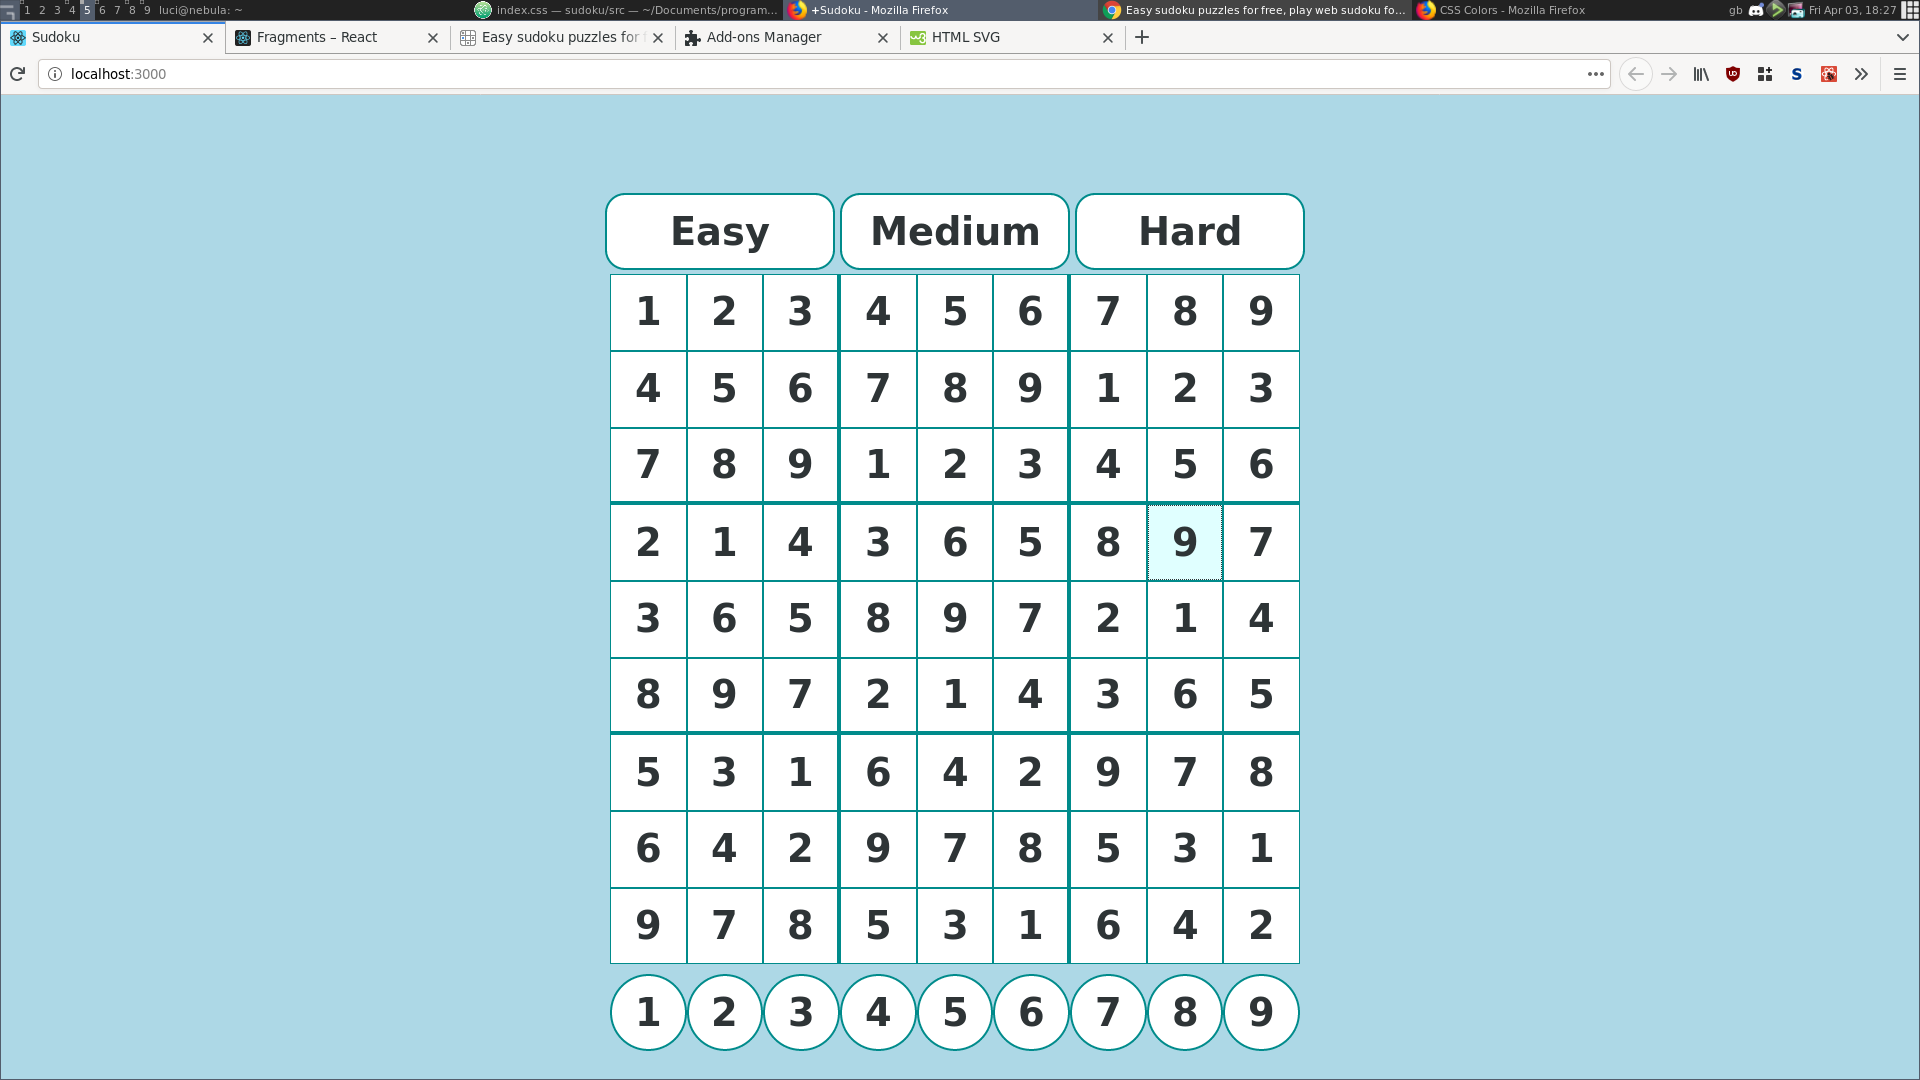 1 2 3 4 5 6 7 8 9 luci@nebula: ~ index.css — sudoku/src — ~/Documents/program... +Sudoku - Mozilla Firefox Easy sudoku puzzles for free, play web sudoku fo... CSS Colors - Mozilla Firefox gb Fri Apr 03, 18:27
Sudoku Fragments – React Easy sudoku puzzles for Add-ons Manager HTML SVG
localhost:3000
Easy Medium Hard
1 2 3 4 5 6 7 8 9
4 5 6 7 8 9 1 2 3
7 8 9 1 2 3 4 5 6
2 1 4 3 6 5 8 9 7
3 6 5 8 9 7 2 1 4
8 9 7 2 1 4 3 6 5
5 3 1 6 4 2 9 7 8
6 4 2 9 7 8 5 3 1
9 7 8 5 3 1 6 4 2
1 2 3 4 5 6 7 8 9